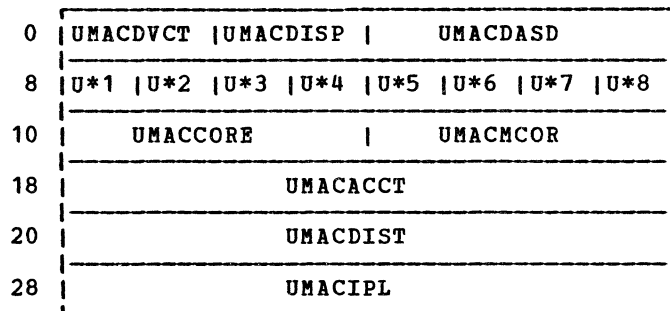 0 |UMACDVCT |UMACDISP | UMACDASD
8 |U*1 |U*2 |U*3 |U*4 |U*5 |U*6 |U*7 |U*8
10 | UMACCORE | UMACMCOR
18 | UMACACCT
20 | UMACDIST
28 | UMACIPL